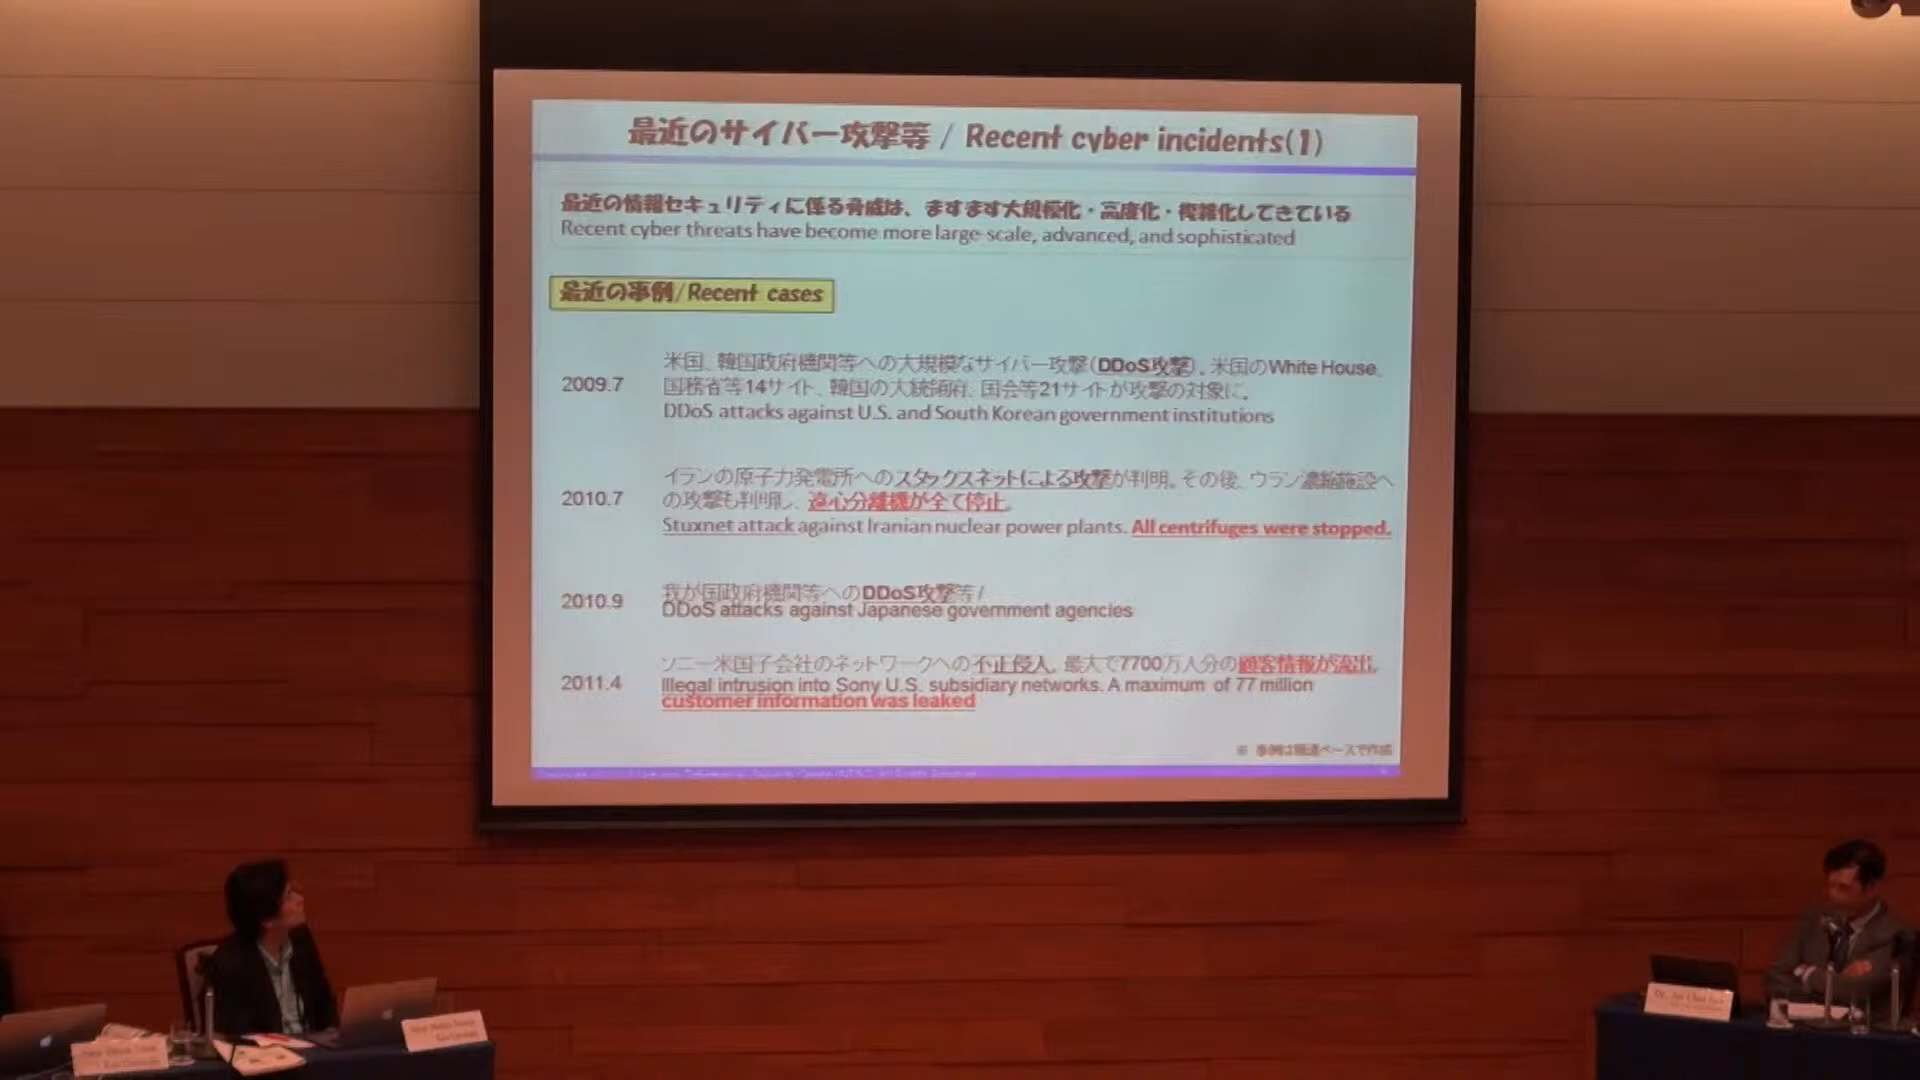 最近のサイバー攻撃等 / Recent cyber incidents(1)
最近の情報セキュリティに係る脅威は、ますます大規模化・高度化・複雑化してきている
Recent cyber threats have become more large-scale, advanced, and sophisticated
最近の事例/Recent cases
2009.7
米国、韓国政府機関等への大規模なサイバー攻撃(DDoS攻撃)。米国のWhite House、
国務省等14サイト、韓国の大統領府、国会等21サイトが攻撃の対象に。
DDoS attacks against U.S. and South Korean government institutions
2010.7
イランの原子力発電所へのスタックスネットによる攻撃が判明。その後、ウラン濃縮施設へ
の攻撃も判明し、遠心分離機が全て停止。
Stuxnet attack against Iranian nuclear power plants. All centrifuges were stopped.
2010.9
我が国政府機関等へのDDoS攻撃等/
DDoS attacks against Japanese government agencies
2011.4
ソニー米国子会社のネットワークへの不正侵入。最大で7700万人分の顧客情報が流出。
Illegal intrusion into Sony U.S. subsidiary networks. A maximum of 77 million
customer information was leaked
※ 事例は報道ベースで作成